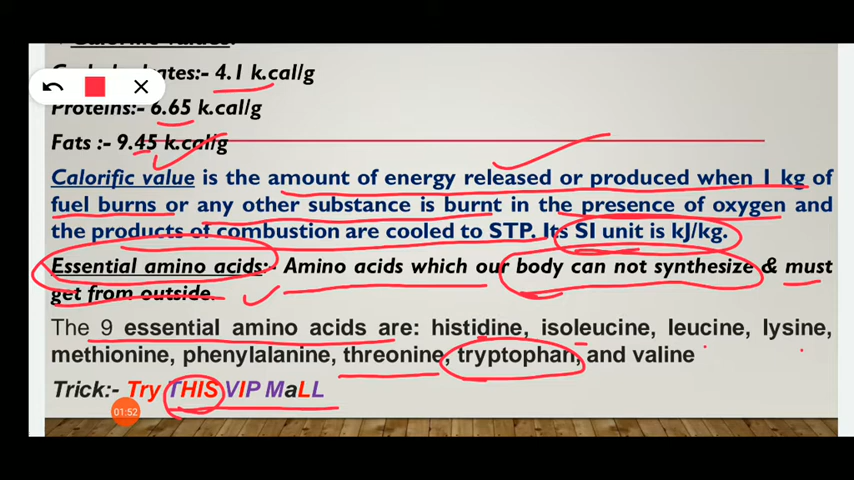 Calorific values:
Carbohydrates:- 4.1 k.cal/g
Proteins:- 6.65 k.cal/g
Fats :- 9.45 k.cal/g
Calorific value is the amount of energy released or produced when 1 kg of
fuel burns or any other substance is burnt in the presence of oxygen and
the products of combustion are cooled to STP. Its SI unit is kJ/kg.
Essential amino acids:- Amino acids which our body can not synthesize & must
get from outside.
The 9 essential amino acids are: histidine, isoleucine, leucine, lysine,
methionine, phenylalanine, threonine, tryptophan, and valine
Trick:- Try THIS VIP MaLL
01:52